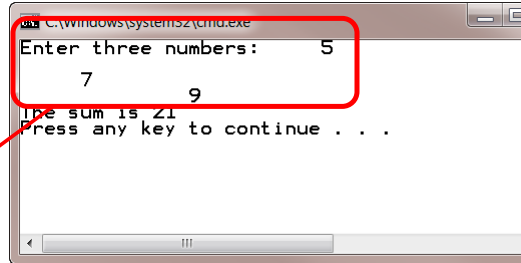 C:\Windows\system32\cmd.exe
Enter three numbers: 5
7
9
The sum is 21
Press any key to continue . . .